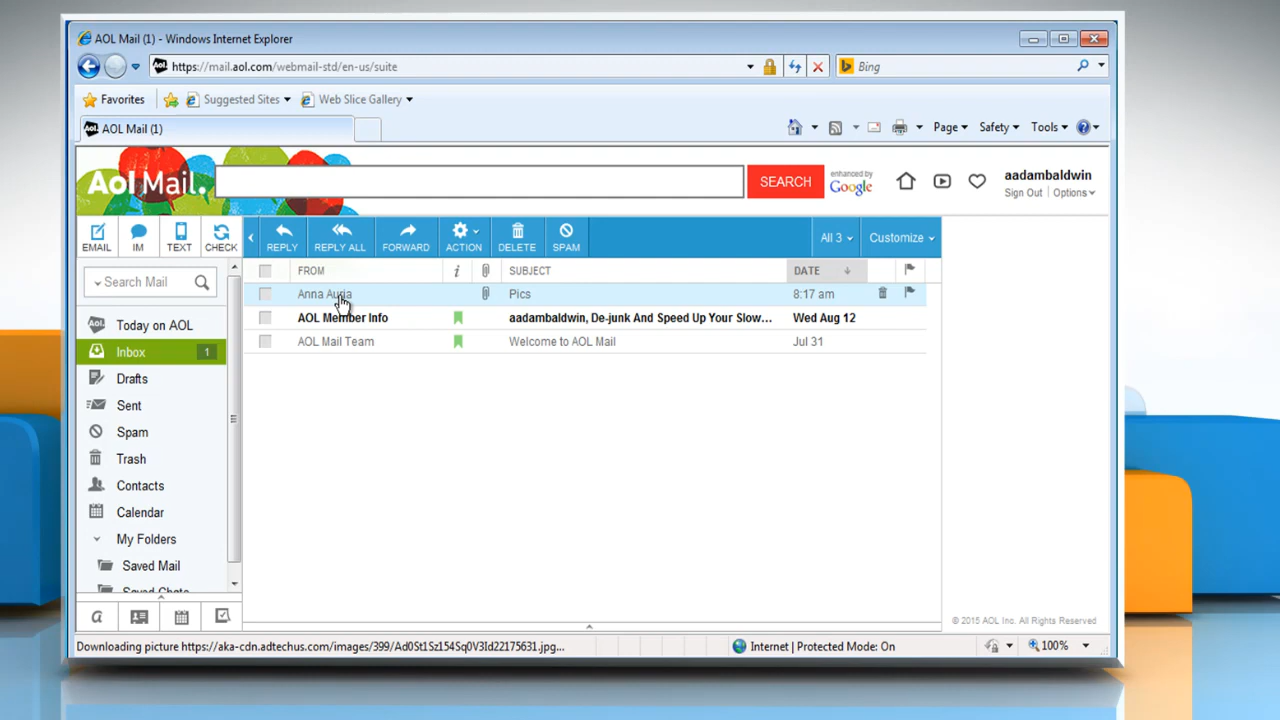 AOL Mail (1) - Windows Internet Explorer
Aol. https://mail.aol.com/webmail-std/en-us/suite
Bing
Favorites Suggested Sites Web Slice Gallery
Aol. AOL Mail (1)
Page Safety Tools
Aol Mail.
SEARCH
enhanced by
Google
aadambaldwin
Sign Out Options
EMAIL IM TEXT CHECK
REPLY REPLY ALL FORWARD ACTION DELETE SPAM
All 3 Customize
Search Mail
FROM i SUBJECT DATE
Anna Auria Pics 8:17 am
AOL Member Info aadambaldwin, De-junk And Speed Up Your Slow... Wed Aug 12
AOL Mail Team Welcome to AOL Mail Jul 31
Aol. Today on AOL
Inbox 1
Drafts
Sent
Spam
Trash
Contacts
Calendar
My Folders
Saved Mail
Saved Chats
a
© 2015 AOL Inc. All Rights Reserved
Downloading picture https://aka-cdn.adtechus.com/images/399/Ad0St1Sz154Sq0V3Id22175631.jpg...
Internet | Protected Mode: On
100%